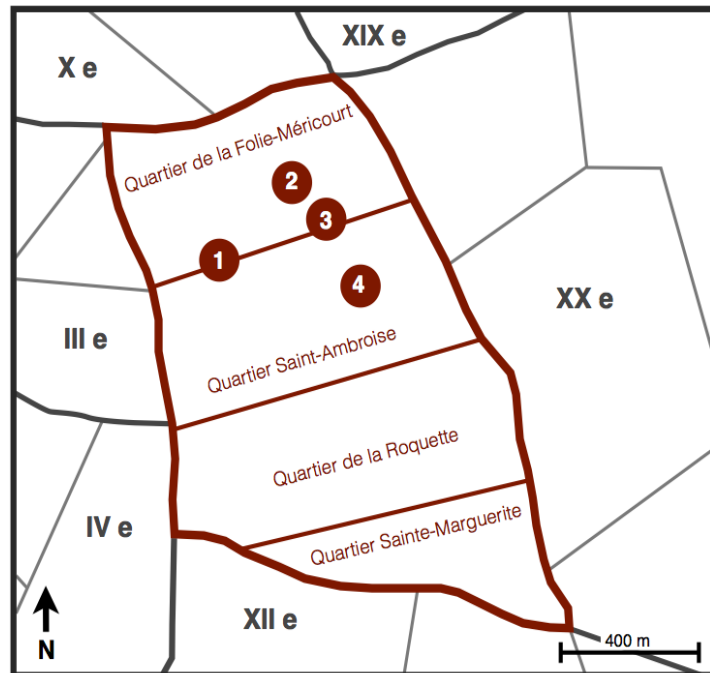 XIX e
X e
Quartier de la Folie-Méricourt
2
3
1
4
XX e
III e
Quartier Saint-Ambroise
Quartier de la Roquette
IV e
Quartier Sainte-Marguerite
XII e
N
400 m